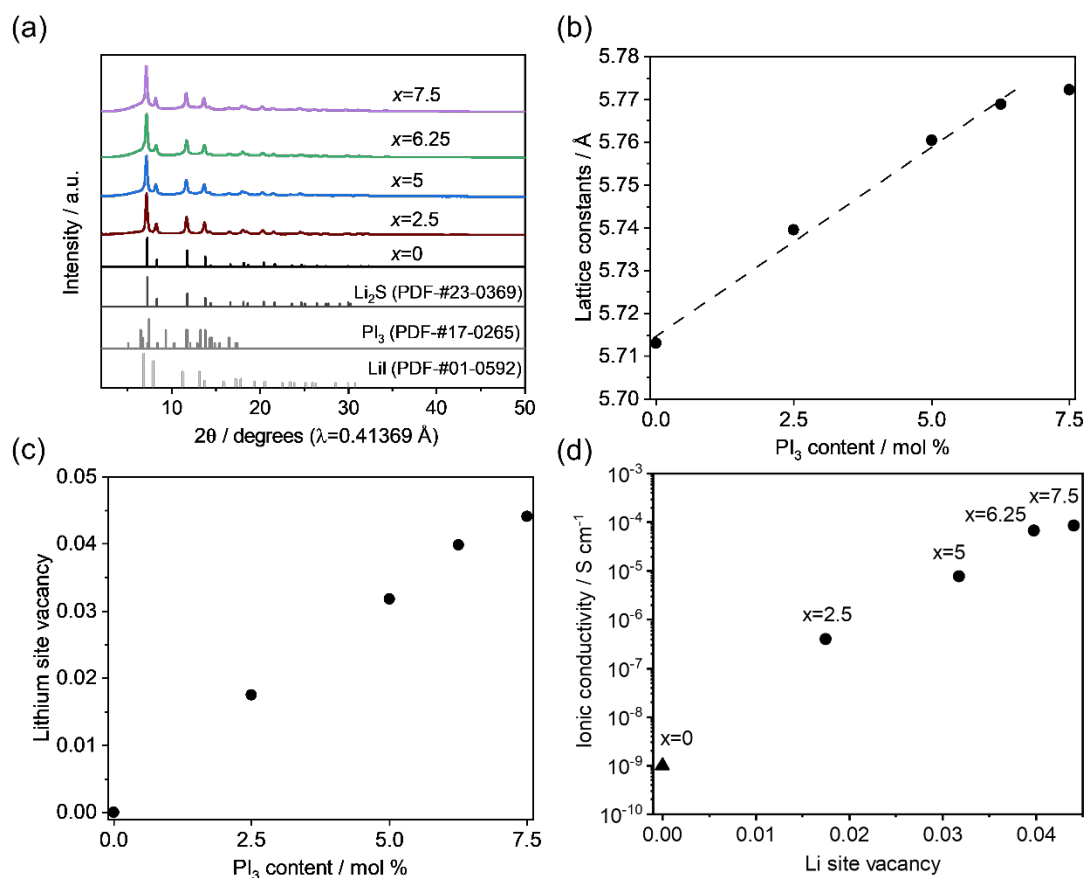 (a)
x=7.5
x=6.25
x=5
x=2.5
x=0
Li₂S (PDF-#23-0369)
PI₃ (PDF-#17-0265)
LiI (PDF-#01-0592)
Intensity / a.u.
10 20 30 40 50
2θ / degrees (λ=0.41369 Å)
(b)
5.78
5.77
5.76
5.75
5.74
5.73
5.72
5.71
5.70
Lattice constants / Å
0.0 2.5 5.0 7.5
PI₃ content / mol %
(c)
0.05
0.04
0.03
0.02
0.01
0.00
Lithium site vacancy
0.0 2.5 5.0 7.5
PI₃ content / mol %
(d)
10⁻³
10⁻⁴
10⁻⁵
10⁻⁶
10⁻⁷
10⁻⁸
10⁻⁹
10⁻¹⁰
Ionic conductivity / S cm⁻¹
x=7.5
x=6.25
x=5
x=2.5
x=0
0.00 0.01 0.02 0.03 0.04
Li site vacancy